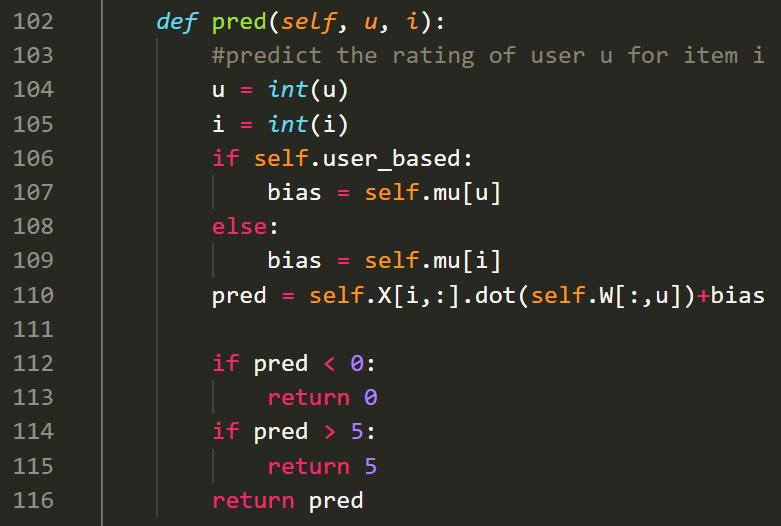 102 def pred(self, u, i):
103 #predict the rating of user u for item i
104 u = int(u)
105 i = int(i)
106 if self.user_based:
107 bias = self.mu[u]
108 else:
109 bias = self.mu[i]
110 pred = self.X[i,:].dot(self.W[:,u])+bias
111
112 if pred < 0:
113 return 0
114 if pred > 5:
115 return 5
116 return pred